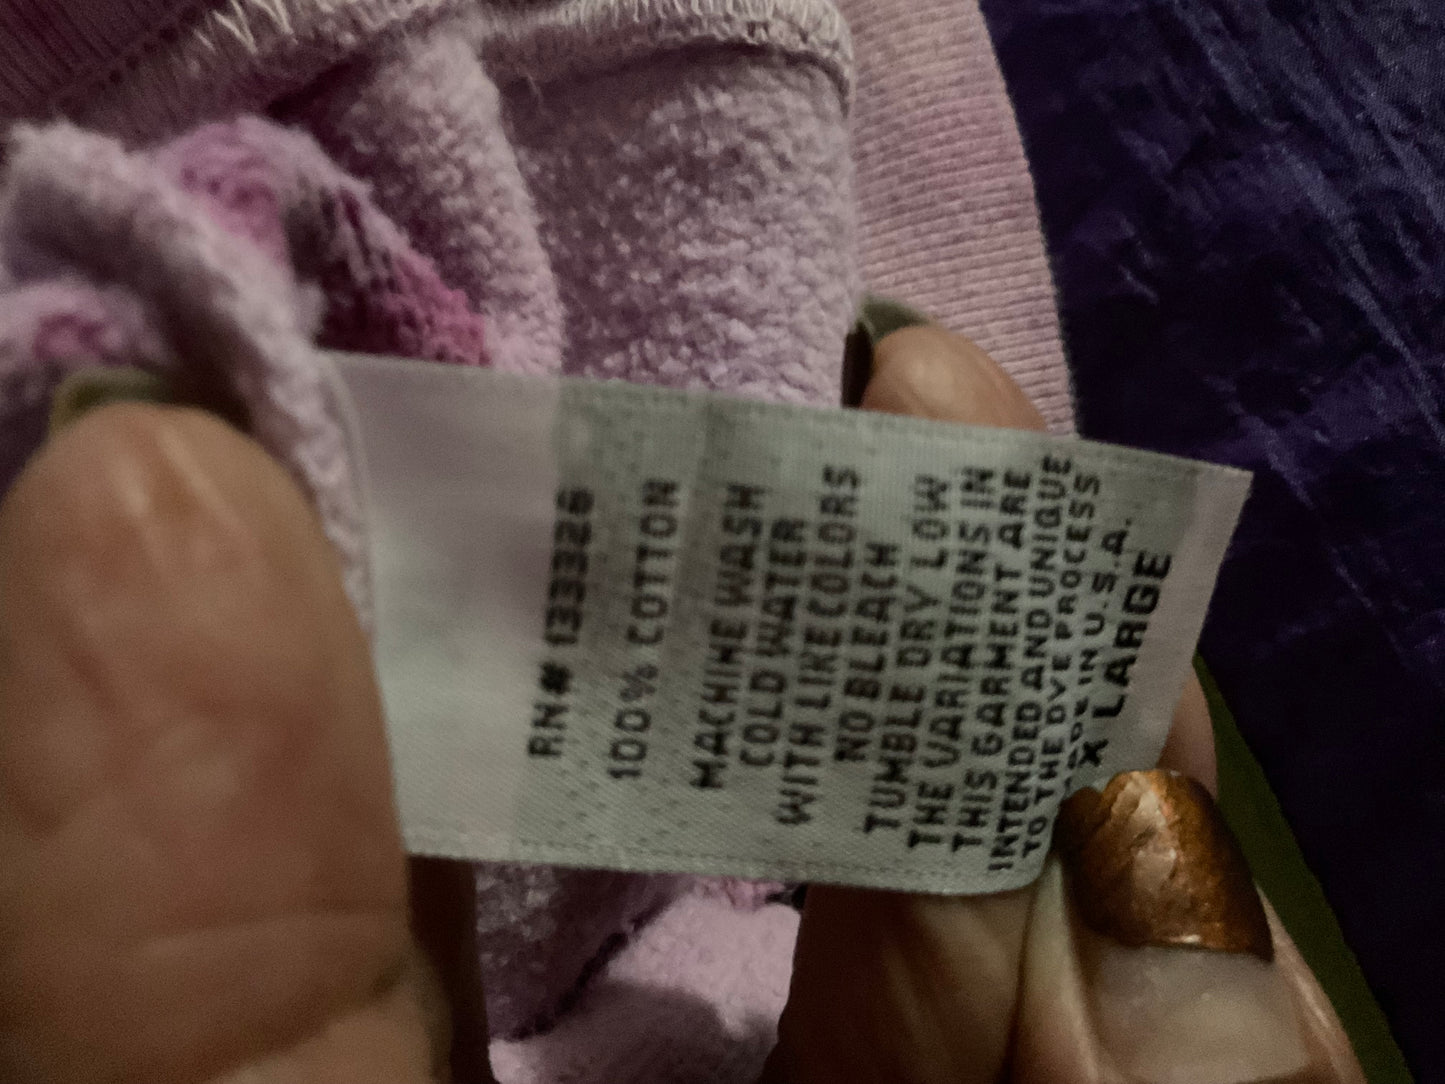 RN# 133326
100% COTTON
MACHINE WASH
COLD WATER
WITH LIKE COLORS
NO BLEACH
TUMBLE DRY LOW
THE VARIATIONS IN
THIS GARMENT ARE
INTENDED AND UNIQUE
TO THE DYE PROCESS
MADE IN U.S.A.
X LARGE